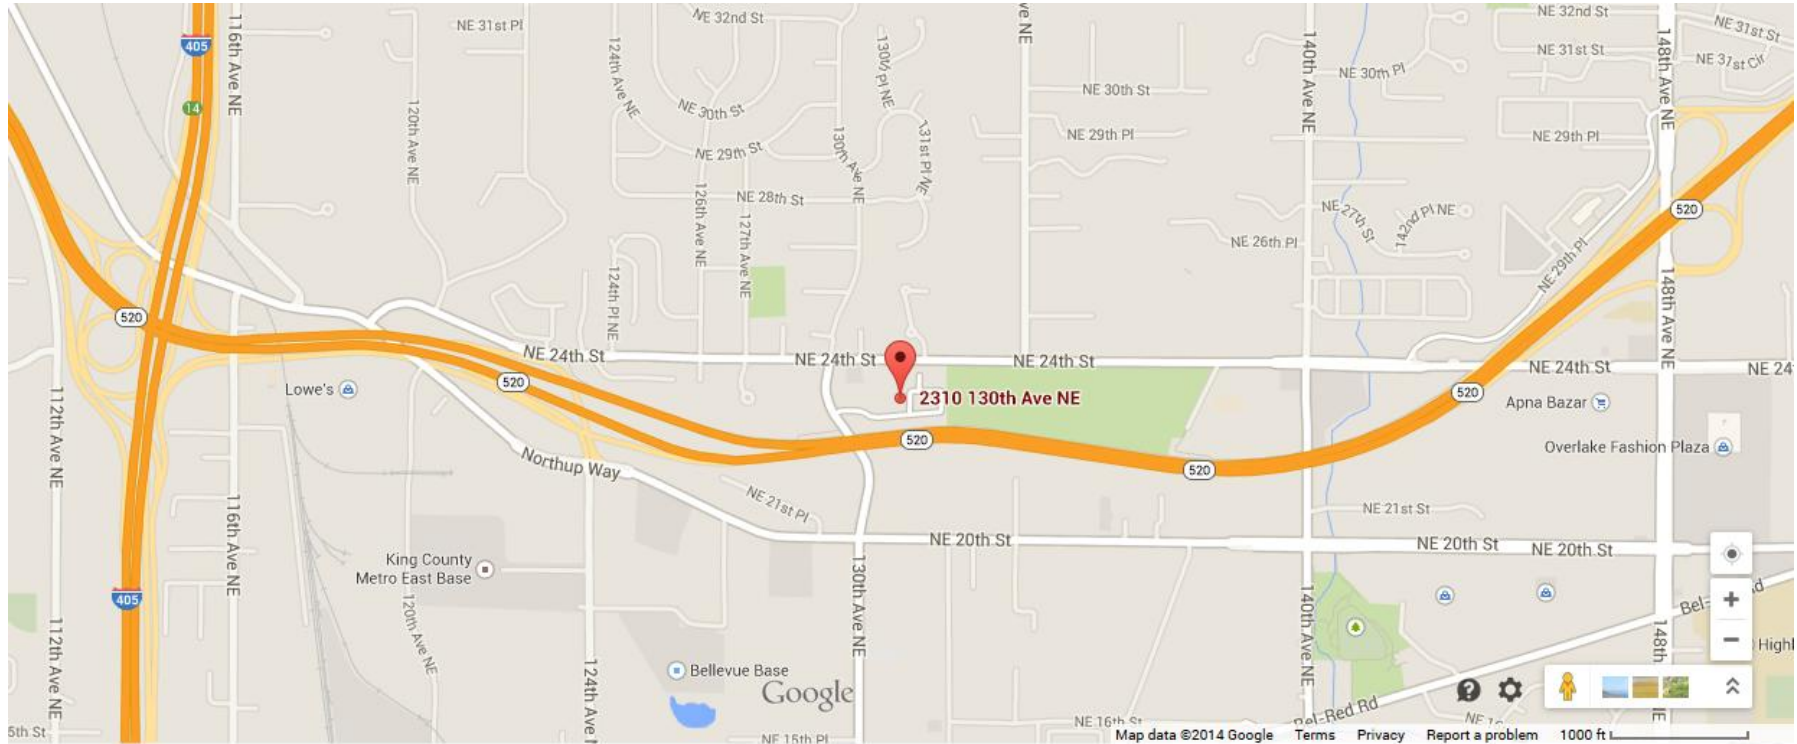 NE 32nd St
NE 32nd St
NE 31st Pl
NE 31st St
ve NE
405
116th Ave NE
124th Ave NE
130th Pl NE
140th Ave NE
148th Ave NE
NE 31st St
NE 31st Cir
NE 30th Pl
NE 30th St
NE 30th St
14
120th Ave NE
NE 29th Pl
NE 29th Pl
130th Ave NE
131st Pl NE
NE 29th St
NE 28th St
126th Ave NE
127th Ave NE
NE 27th St
142nd Pl NE
520
NE 26th Pl
NE 29th Pl
124th Pl NE
148th Ave NE
520
NE 24th St
NE 24th St
NE 24th St
NE 24th St
NE 24
520
Lowe's
520
2310 130th Ave NE
Apna Bazar
112th Ave NE
520
520
Overlake Fashion Plaza
Northup Way
NE 21st Pl
NE 21st St
116th Ave NE
NE 20th St
NE 20th St
NE 20th St
King County
Metro East Base
130th Ave NE
140th Ave NE
405
120th Ave NE
Bel-
d
+
−
112th Ave NE
124th Ave N
148th
Highl
Bellevue Base
Google
Bel-Red Rd
NE
5th St
NE 16th St
NE 15th Pl
Map data ©2014 Google Terms Privacy Report a problem 1000 ft